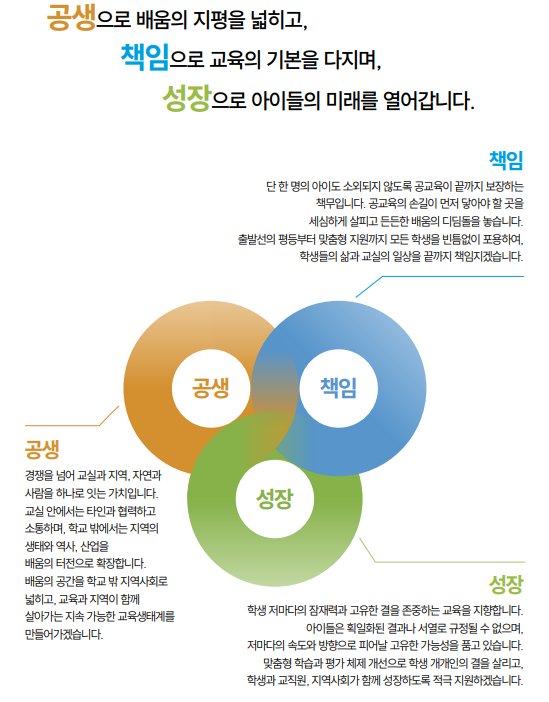 공생으로 배움의 지평을 넓히고,
책임으로 교육의 기본을 다지며,
성장으로 아이들의 미래를 열어갑니다.
책임
단 한 명의 아이도 소외되지 않도록 공교육이 끝까지 보장하는
책무입니다. 공교육의 손길이 먼저 닿아야 할 곳을
세심하게 살피고 든든한 배움의 디딤돌을 놓습니다.
출발선의 평등부터 맞춤형 지원까지 모든 학생을 빈틈없이 포용하여,
학생들의 삶과 교실의 일상을 끝까지 책임지겠습니다.
공생
책임
성장
공생
경쟁을 넘어 교실과 지역, 자연과
사람을 하나로 잇는 가치입니다.
교실 안에서는 타인과 협력하고
소통하며, 학교 밖에서는 지역의
생태와 역사, 산업을
배움의 터전으로 확장합니다.
배움의 공간을 학교 밖 지역사회로
넓히고, 교육과 지역이 함께
살아가는 지속 가능한 교육생태계를
만들어가겠습니다.
성장
학생 저마다의 잠재력과 고유한 결을 존중하는 교육을 지향합니다.
아이들은 획일화된 결과나 서열로 규정될 수 없으며,
저마다의 속도와 방향으로 피어날 고유한 가능성을 품고 있습니다.
맞춤형 학습과 평가 체제 개선으로 학생 개개인의 결을 살리고,
학생과 교직원, 지역사회가 함께 성장하도록 적극 지원하겠습니다.